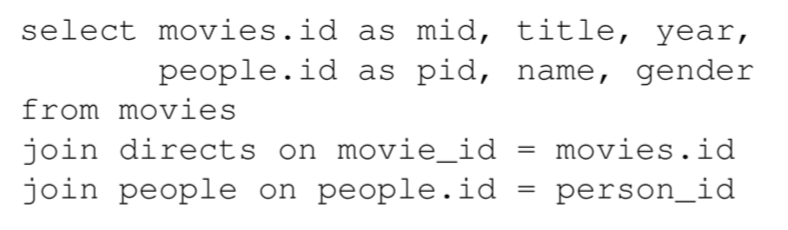 select movies.id as mid, title, year,
       people.id as pid, name, gender
from movies
join directs on movie_id = movies.id
join people on people.id = person_id